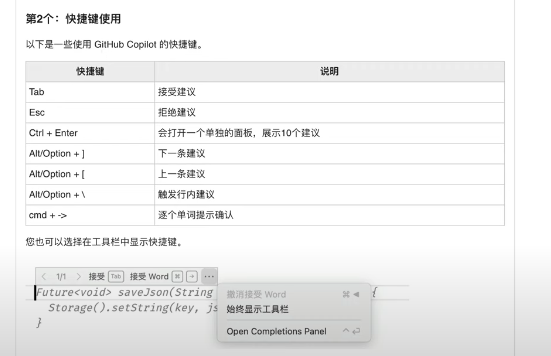 第2个：快捷键使用
以下是一些使用 GitHub Copilot 的快捷键。
快捷键 说明
Tab 接受建议
Esc 拒绝建议
Ctrl + Enter 会打开一个单独的面板，展示10个建议
Alt/Option + ] 下一条建议
Alt/Option + [ 上一条建议
Alt/Option + \ 触发行内建议
cmd + -> 逐个单词提示确认
您也可以选择在工具栏中显示快捷键。
< 1/1 > 接受 Tab 接受 Word ⌘ → ···
Future<void> saveJson(String {
撤消接受 Word ⌘ ◀
始终显示工具栏
Storage().setString(key, js
}
Open Completions Panel ^ ⏎